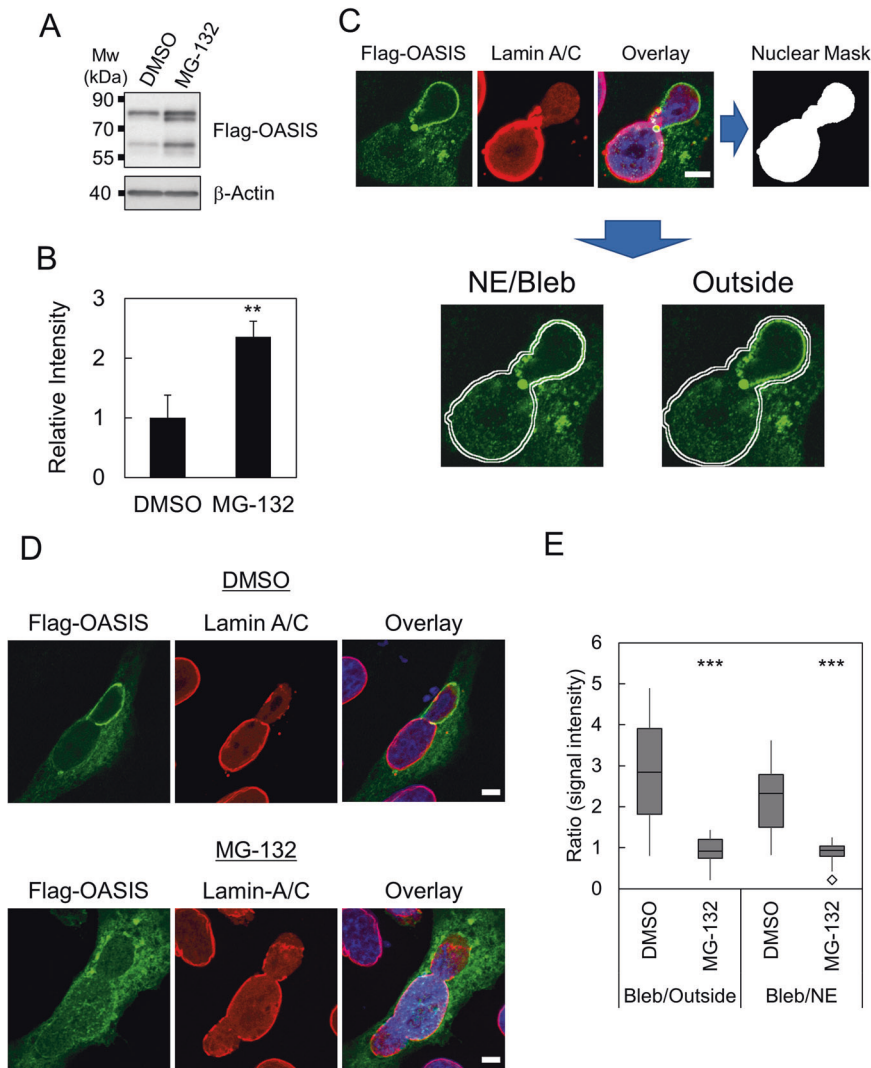 A
Mw
(kDa)
DMSO
MG-132
90
70
55
Flag-OASIS
40
β-Actin
B
Relative Intensity
3
**
2
1
0
DMSO MG-132
C
Flag-OASIS Lamin A/C Overlay Nuclear Mask
NE/Bleb Outside
D
DMSO
Flag-OASIS Lamin A/C Overlay
MG-132
Flag-OASIS Lamin-A/C Overlay
E
Ratio (signal intensity)
6
*** ***
5
4
3
2
1
0
DMSO
MG-132
DMSO
MG-132
Bleb/Outside Bleb/NE